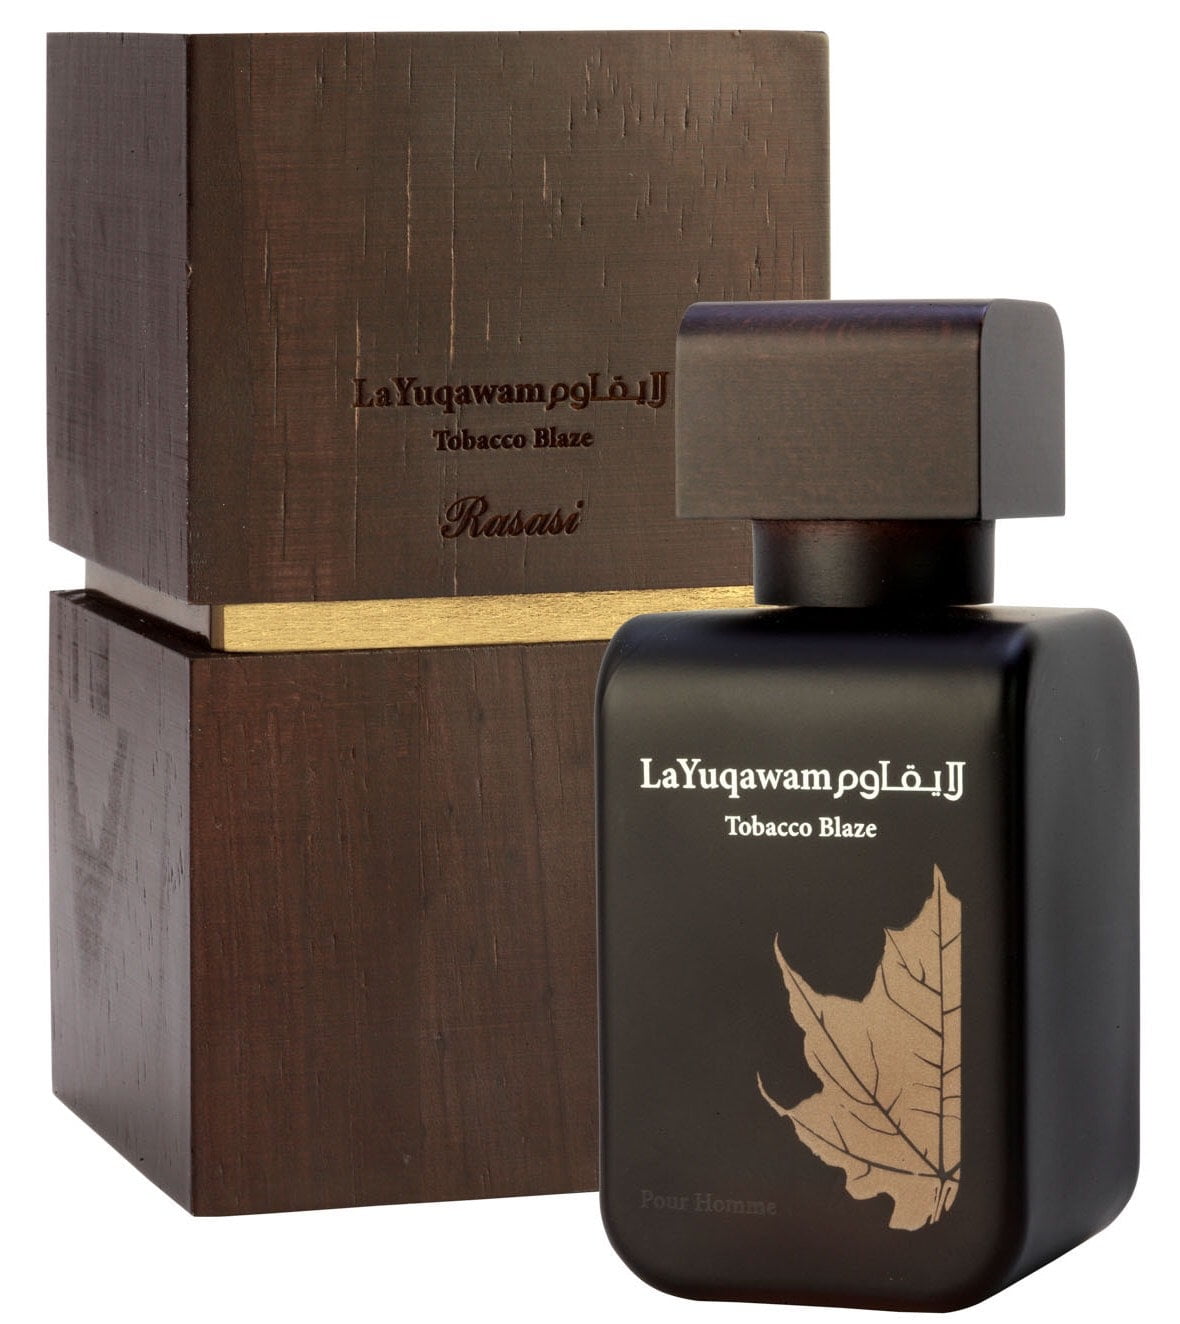 LaYuqawam لايقاوم
Tobacco Blaze
Rasasi
LaYuqawam لايقاوم
Tobacco Blaze
Pour Homme